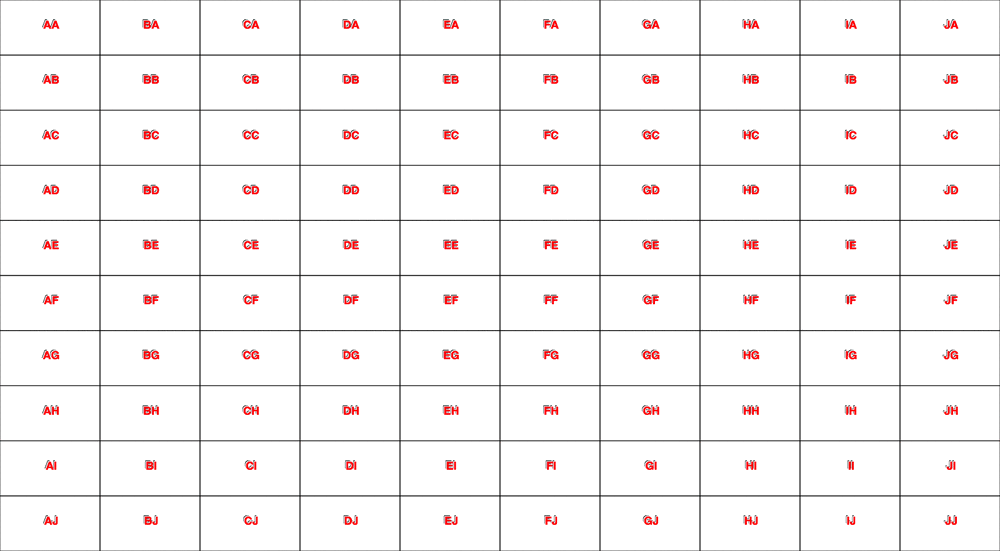 AA BA CA DA EA FA GA HA IA JA
AB BB CB DB EB FB GB HB IB JB
AC BC CC DC EC FC GC HC IC JC
AD BD CD DD ED FD GD HD ID JD
AE BE CE DE EE FE GE HE IE JE
AF BF CF DF EF FF GF HF IF JF
AG BG CG DG EG FG GG HG IG JG
AH BH CH DH EH FH GH HH IH JH
AI BI CI DI EI FI GI HI II JI
AJ BJ CJ DJ EJ FJ GJ HJ IJ JJ